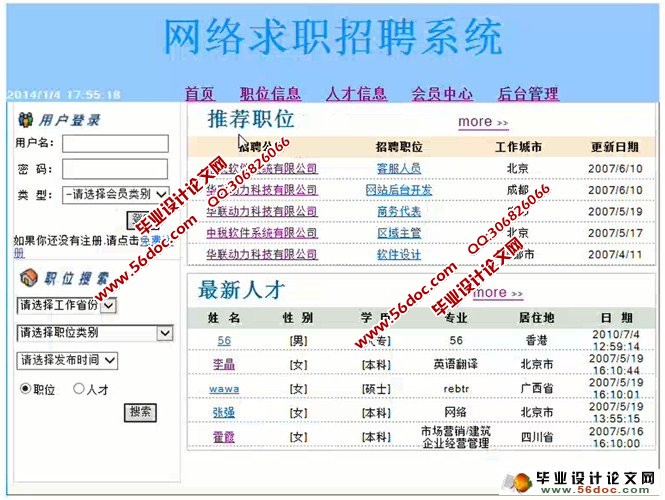 网络求职招聘系统
2014/1/4 17:55:18
首页 职位信息 人才信息 会员中心 后台管理
用户登录
用户名：
密 码：
类 型： -请选择会员类别-
如果你还没有注册.请点击免费
册
职位搜索
请选择工作省份
请选择职位类别
请选择发布时间
职位 人才
搜索
推荐职位 more >>
招聘 招聘职位 工作城市 更新日期
税软件系统有限公司 客服人员 北京 2007/6/10
华联动力科技有限公司 网站后台开发 成都 2007/6/10
华联动力科技有限公司 商务代表 2007/5/19
中税软件系统有限公司 区域主管 北京 2007/5/17
华联动力科技有限公司 软件设计 都市 2007/4/11
最新人才 more >>
姓 名 性 别 学 历 专业 居住地 日 期
56 [男] 专] 56 香港 2010/7/4 12:59:14
李晶 [女] [本科] 英语翻译 北京市 2007/5/19 16:10:44
wawa [女] [硕士] rebtr 广西省 2007/5/19 16:10:01
张强 [女] [本科] 网络 北京市 2007/5/19 13:55:15
霍霞 [女] [本科] 市场营销/建筑 企业经营管理 四川省 2007/5/16 16:10:00
毕业设计论文网 QQ:306826066
www.56doc.com
毕业设计论文网 QQ:306826066
www.56doc.com
毕业设计论文网
www.56doc.com